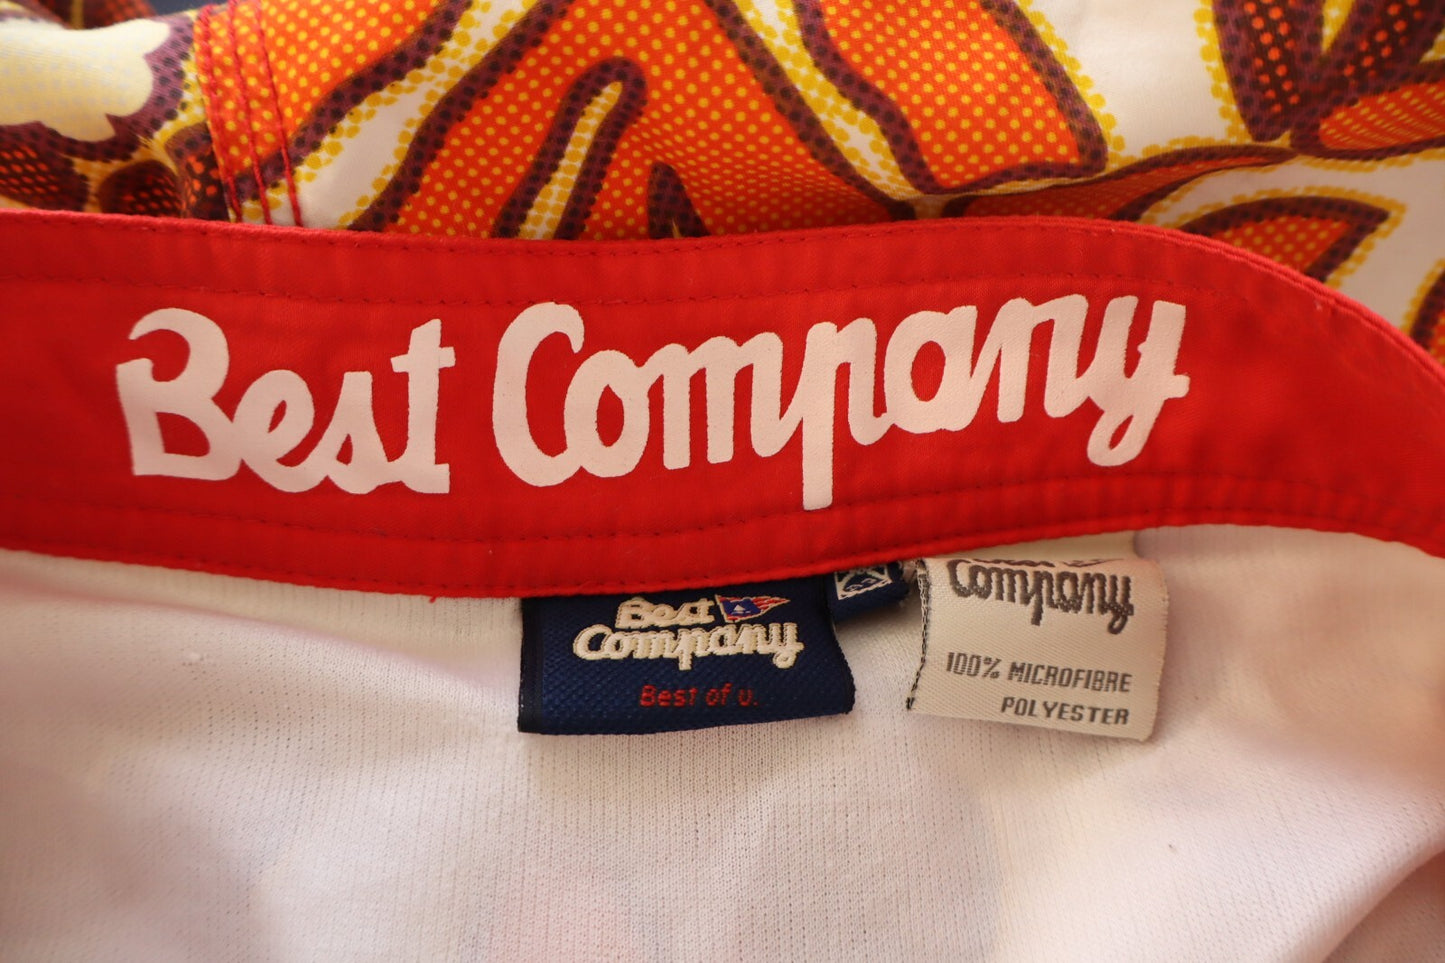 Best Company
Best
Company
Best of u.
Company
100% MICROFIBRE
POLYESTER